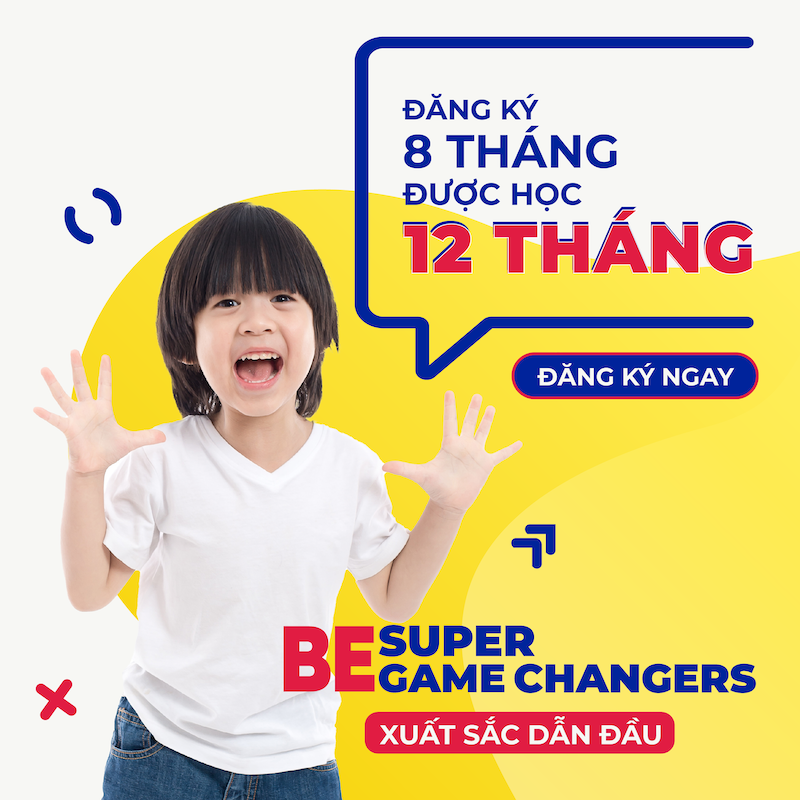 ĐĂNG KÝ
8 THÁNG
ĐƯỢC HỌC
12 THÁNG
ĐĂNG KÝ NGAY
BE SUPER
GAME CHANGERS
XUẤT SẮC DẪN ĐẦU